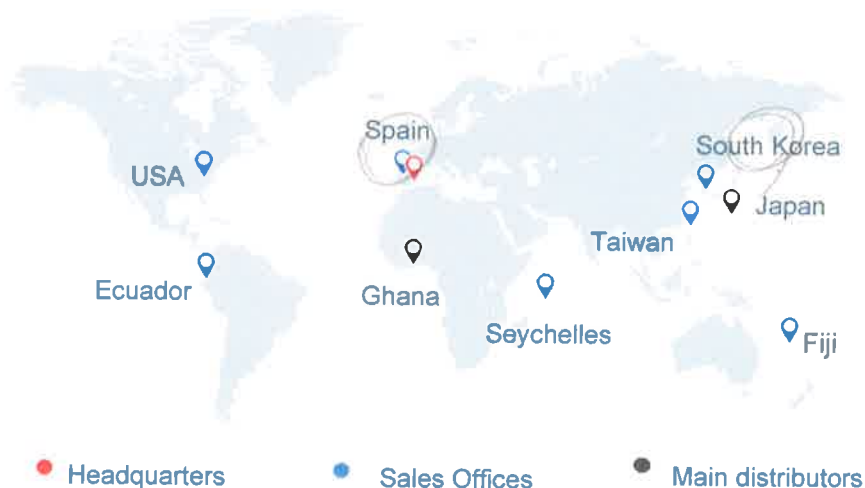 Spain
South Korea
USA
Japan
Taiwan
Ecuador
Ghana
Seychelles
Fiji
Headquarters
Sales Offices
Main distributors